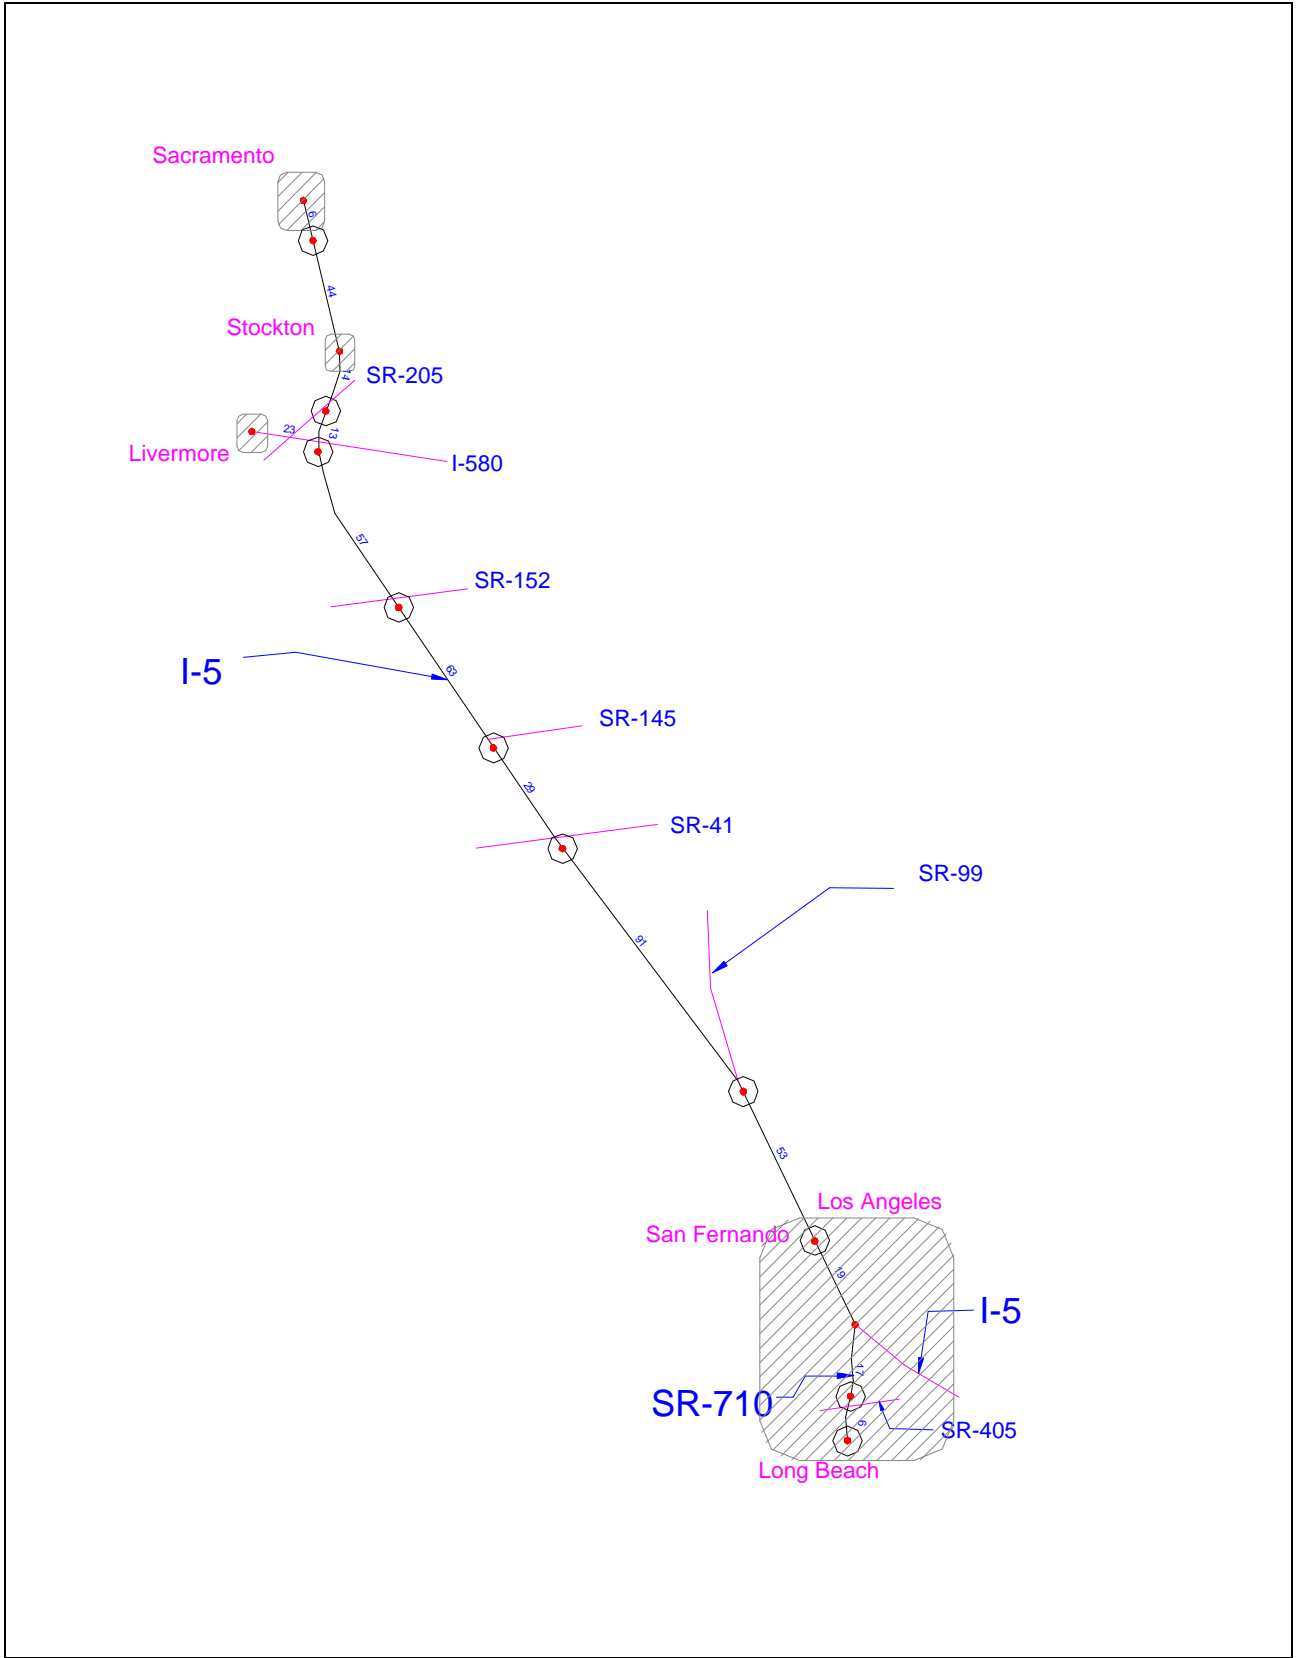 Sacramento
6
44
Stockton
14
SR-205
23
13
Livermore
I-580
57
SR-152
I-5
63
SR-145
29
SR-41
SR-99
91
53
Los Angeles
San Fernando
19
I-5
17
SR-710
6
SR-405
Long Beach